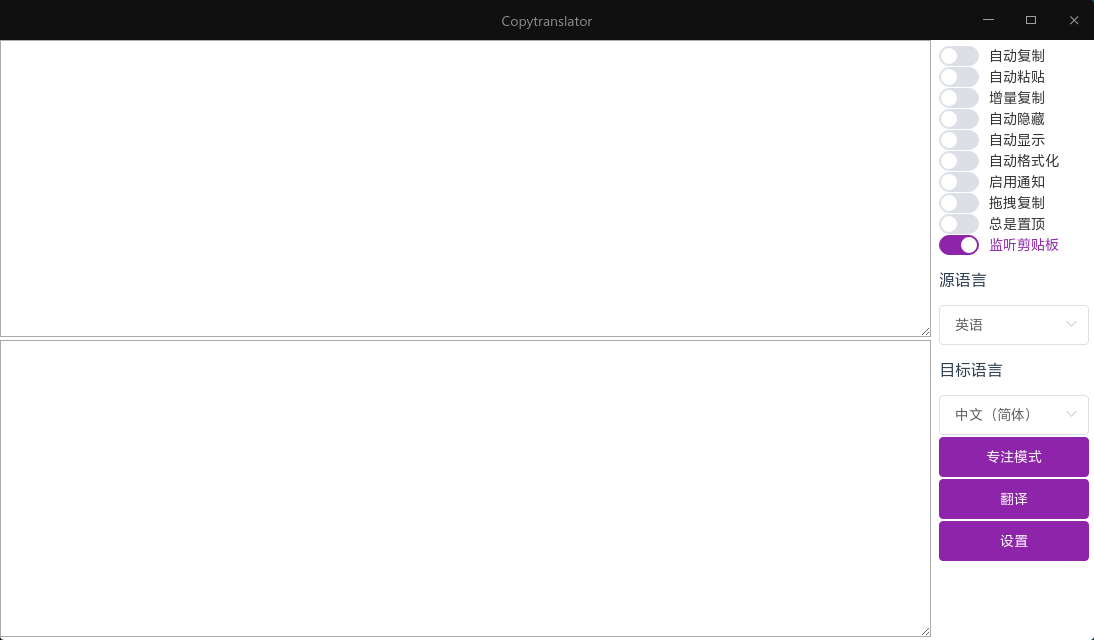 Copytranslator
自动复制
自动粘贴
增量复制
自动隐藏
自动显示
自动格式化
启用通知
拖拽复制
总是置顶
监听剪贴板
源语言
英语
目标语言
中文（简体）
专注模式
翻译
设置